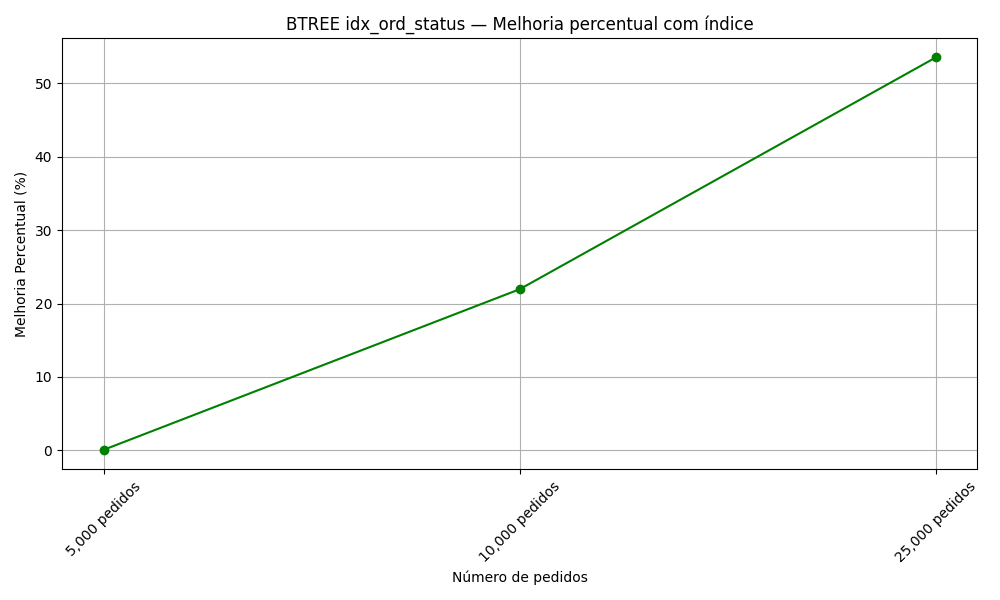 BTREE idx_ord_status — Melhoria percentual com índice
Melhoria Percentual (%)
50
40
30
20
10
0
5,000 pedidos
10,000 pedidos
25,000 pedidos
Número de pedidos